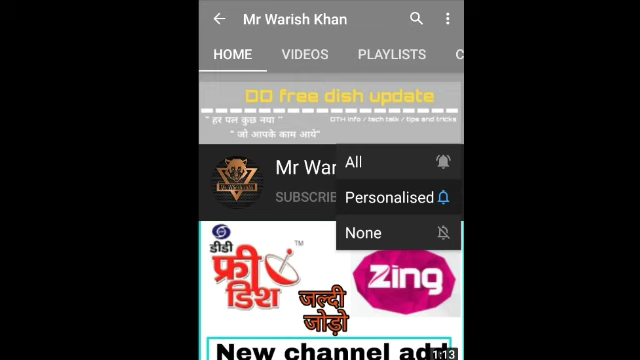 Mr Warish Khan
HOME VIDEOS PLAYLISTS C
DD free dish update
" हर पल कुछ नया "
DTH info / tech talk / tips and tricks
" जो आपके काम आये"
Mr War
SUBSCRIBE
All
Personalised
None
डीडी
फ्री
डिश
TM
Zing
जल्दी
जोड़ो
New channel add
1:13